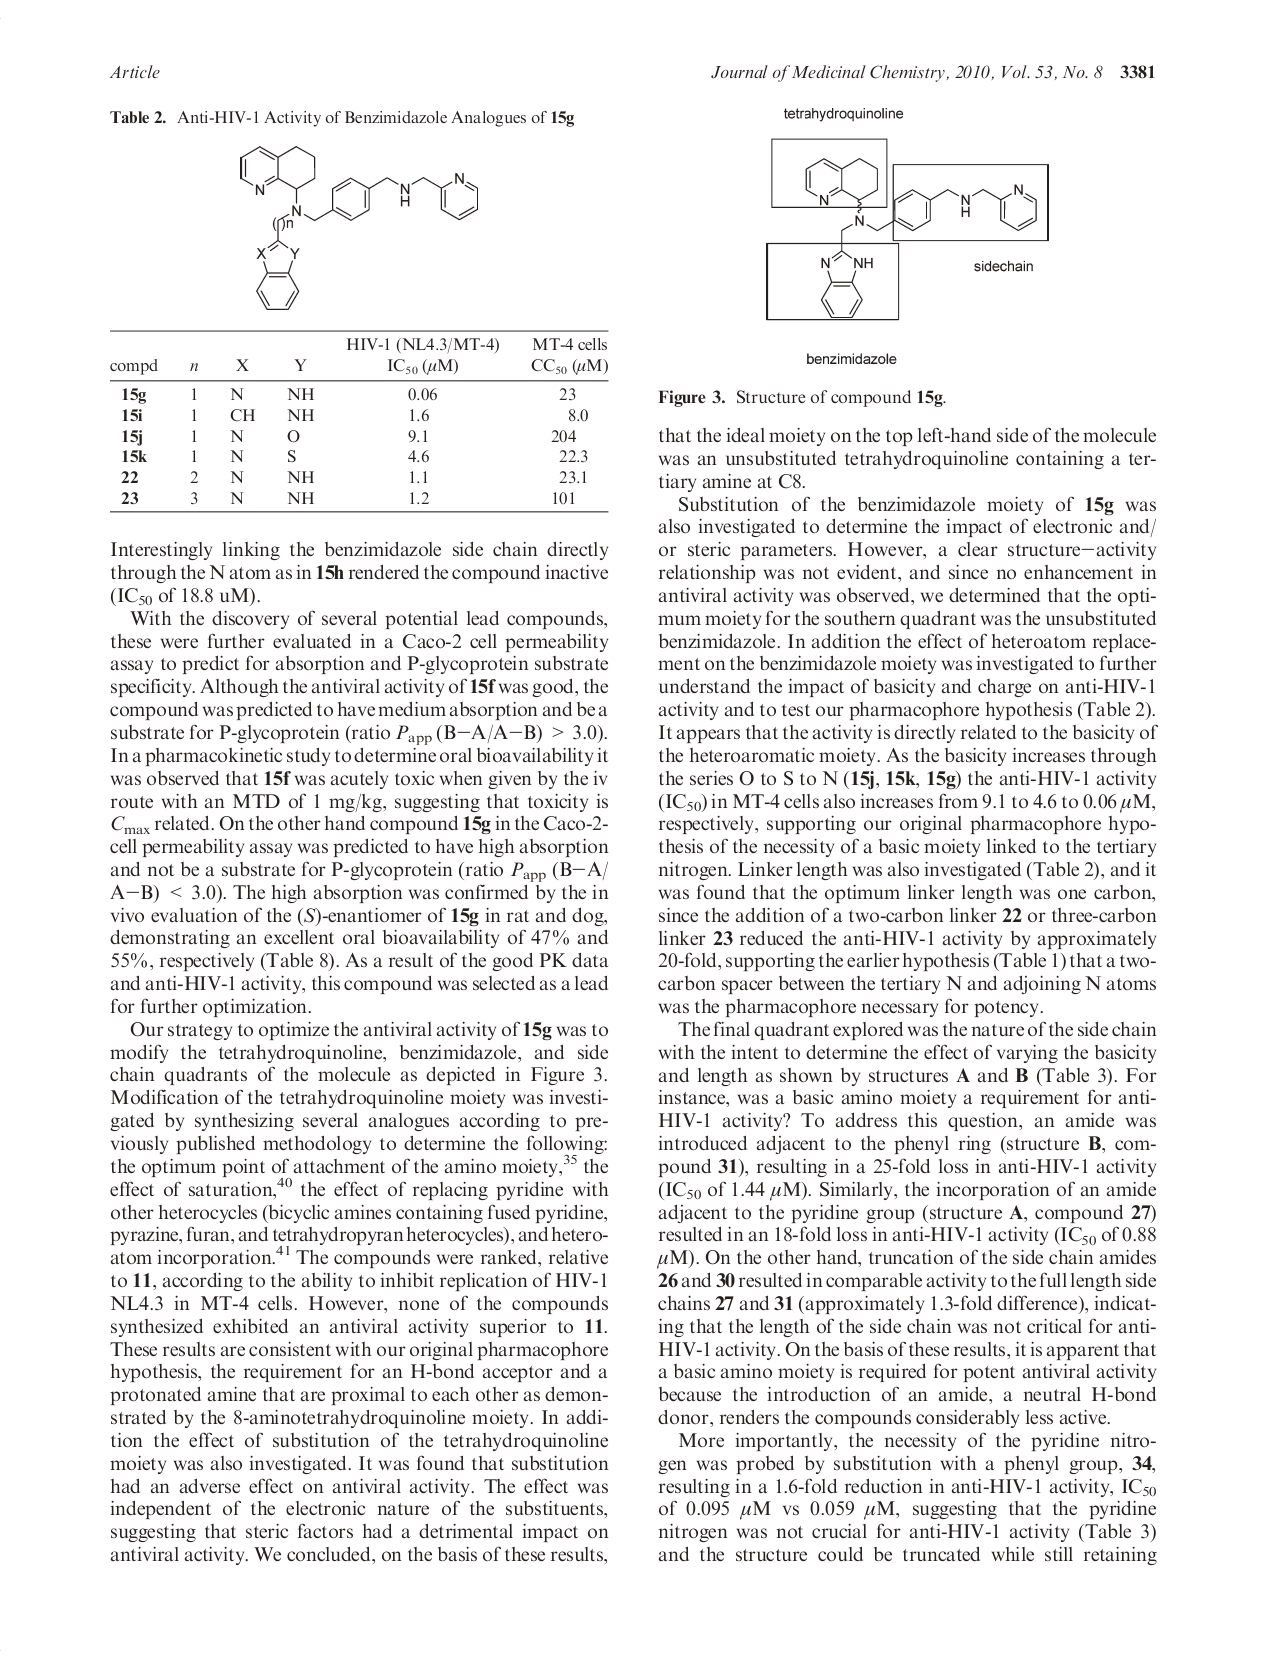 Article
Journal of Medicinal Chemistry, 2010, Vol. 53, No. 8 3381
Table 2. Anti-HIV-1 Activity of Benzimidazole Analogues of 15g
N
N
H
N
N
( )n
X
Y
compd n X Y HIV-1 (NL4.3/MT-4) IC50 (μM) MT-4 cells CC50 (μM)
15g 1 N NH 0.06 23
15i 1 CH NH 1.6 8.0
15j 1 N O 9.1 204
15k 1 N S 4.6 22.3
22 2 N NH 1.1 23.1
23 3 N NH 1.2 101
Interestingly linking the benzimidazole side chain directly
through the N atom as in 15h rendered the compound inactive
(IC50 of 18.8 uM).
With the discovery of several potential lead compounds,
these were further evaluated in a Caco-2 cell permeability
assay to predict for absorption and P-glycoprotein substrate
specificity. Although the antiviral activity of 15f was good, the
compound was predicted to have medium absorption and be a
substrate for P-glycoprotein (ratio Papp (B−A/A−B) > 3.0).
In a pharmacokinetic study to determine oral bioavailability it
was observed that 15f was acutely toxic when given by the iv
route with an MTD of 1 mg/kg, suggesting that toxicity is
Cmax related. On the other hand compound 15g in the Caco-2-
cell permeability assay was predicted to have high absorption
and not be a substrate for P-glycoprotein (ratio Papp (B−A/
A−B) < 3.0). The high absorption was confirmed by the in
vivo evaluation of the (S)-enantiomer of 15g in rat and dog,
demonstrating an excellent oral bioavailability of 47% and
55%, respectively (Table 8). As a result of the good PK data
and anti-HIV-1 activity, this compound was selected as a lead
for further optimization.
Our strategy to optimize the antiviral activity of 15g was to
modify the tetrahydroquinoline, benzimidazole, and side
chain quadrants of the molecule as depicted in Figure 3.
Modification of the tetrahydroquinoline moiety was investi-
gated by synthesizing several analogues according to pre-
viously published methodology to determine the following:
the optimum point of attachment of the amino moiety,35 the
effect of saturation,40 the effect of replacing pyridine with
other heterocycles (bicyclic amines containing fused pyridine,
pyrazine, furan, and tetrahydropyran heterocycles), and hetero-
atom incorporation.41 The compounds were ranked, relative
to 11, according to the ability to inhibit replication of HIV-1
NL4.3 in MT-4 cells. However, none of the compounds
synthesized exhibited an antiviral activity superior to 11.
These results are consistent with our original pharmacophore
hypothesis, the requirement for an H-bond acceptor and a
protonated amine that are proximal to each other as demon-
strated by the 8-aminotetrahydroquinoline moiety. In addi-
tion the effect of substitution of the tetrahydroquinoline
moiety was also investigated. It was found that substitution
had an adverse effect on antiviral activity. The effect was
independent of the electronic nature of the substituents,
suggesting that steric factors had a detrimental impact on
antiviral activity. We concluded, on the basis of these results,
tetrahydroquinoline
N
N
N
H
N
sidechain
N
NH
benzimidazole
Figure 3. Structure of compound 15g.
that the ideal moiety on the top left-hand side of the molecule
was an unsubstituted tetrahydroquinoline containing a ter-
tiary amine at C8.
Substitution of the benzimidazole moiety of 15g was
also investigated to determine the impact of electronic and/
or steric parameters. However, a clear structure−activity
relationship was not evident, and since no enhancement in
antiviral activity was observed, we determined that the opti-
mum moiety for the southern quadrant was the unsubstituted
benzimidazole. In addition the effect of heteroatom replace-
ment on the benzimidazole moiety was investigated to further
understand the impact of basicity and charge on anti-HIV-1
activity and to test our pharmacophore hypothesis (Table 2).
It appears that the activity is directly related to the basicity of
the heteroaromatic moiety. As the basicity increases through
the series O to S to N (15j, 15k, 15g) the anti-HIV-1 activity
(IC50) in MT-4 cells also increases from 9.1 to 4.6 to 0.06 μM,
respectively, supporting our original pharmacophore hypo-
thesis of the necessity of a basic moiety linked to the tertiary
nitrogen. Linker length was also investigated (Table 2), and it
was found that the optimum linker length was one carbon,
since the addition of a two-carbon linker 22 or three-carbon
linker 23 reduced the anti-HIV-1 activity by approximately
20-fold, supporting the earlier hypothesis (Table 1) that a two-
carbon spacer between the tertiary N and adjoining N atoms
was the pharmacophore necessary for potency.
The final quadrant explored was the nature of the side chain
with the intent to determine the effect of varying the basicity
and length as shown by structures A and B (Table 3). For
instance, was a basic amino moiety a requirement for anti-
HIV-1 activity? To address this question, an amide was
introduced adjacent to the phenyl ring (structure B, com-
pound 31), resulting in a 25-fold loss in anti-HIV-1 activity
(IC50 of 1.44 μM). Similarly, the incorporation of an amide
adjacent to the pyridine group (structure A, compound 27)
resulted in an 18-fold loss in anti-HIV-1 activity (IC50 of 0.88
μM). On the other hand, truncation of the side chain amides
26 and 30 resulted in comparable activity to the full length side
chains 27 and 31 (approximately 1.3-fold difference), indicat-
ing that the length of the side chain was not critical for anti-
HIV-1 activity. On the basis of these results, it is apparent that
a basic amino moiety is required for potent antiviral activity
because the introduction of an amide, a neutral H-bond
donor, renders the compounds considerably less active.
More importantly, the necessity of the pyridine nitro-
gen was probed by substitution with a phenyl group, 34,
resulting in a 1.6-fold reduction in anti-HIV-1 activity, IC50
of 0.095 μM vs 0.059 μM, suggesting that the pyridine
nitrogen was not crucial for anti-HIV-1 activity (Table 3)
and the structure could be truncated while still retaining